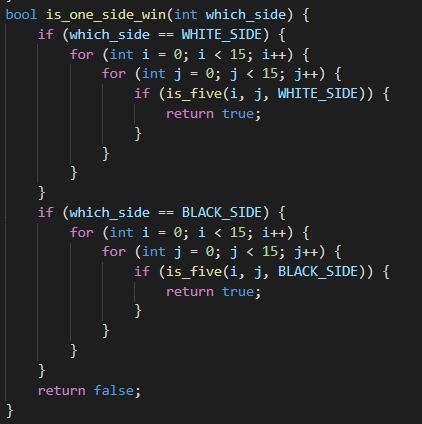 bool is_one_side_win(int which_side) {
    if (which_side == WHITE_SIDE) {
        for (int i = 0; i < 15; i++) {
            for (int j = 0; j < 15; j++) {
                if (is_five(i, j, WHITE_SIDE)) {
                    return true;
                }
            }
        }
    }
    if (which_side == BLACK_SIDE) {
        for (int i = 0; i < 15; i++) {
            for (int j = 0; j < 15; j++) {
                if (is_five(i, j, BLACK_SIDE)) {
                    return true;
                }
            }
        }
    }
    return false;
}